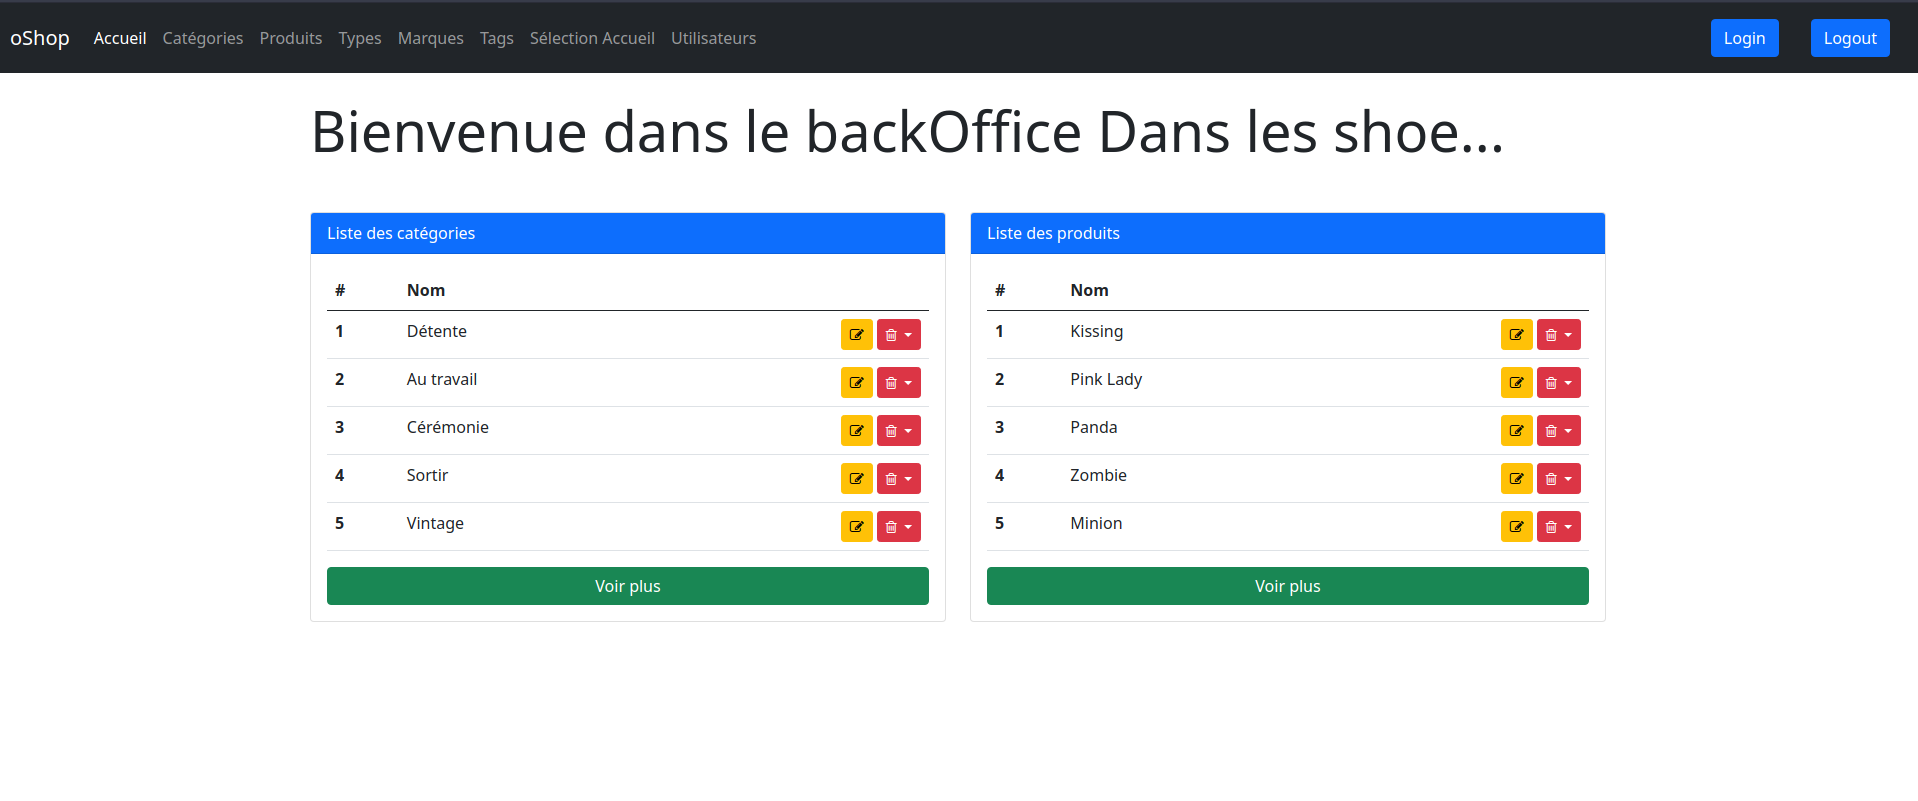 oShop Accueil Catégories Produits Types Marques Tags Sélection Accueil Utilisateurs Login Logout
Bienvenue dans le backOffice Dans les shoe...
Liste des catégories
# Nom
1 Détente
2 Au travail
3 Cérémonie
4 Sortir
5 Vintage
Voir plus
Liste des produits
# Nom
1 Kissing
2 Pink Lady
3 Panda
4 Zombie
5 Minion
Voir plus